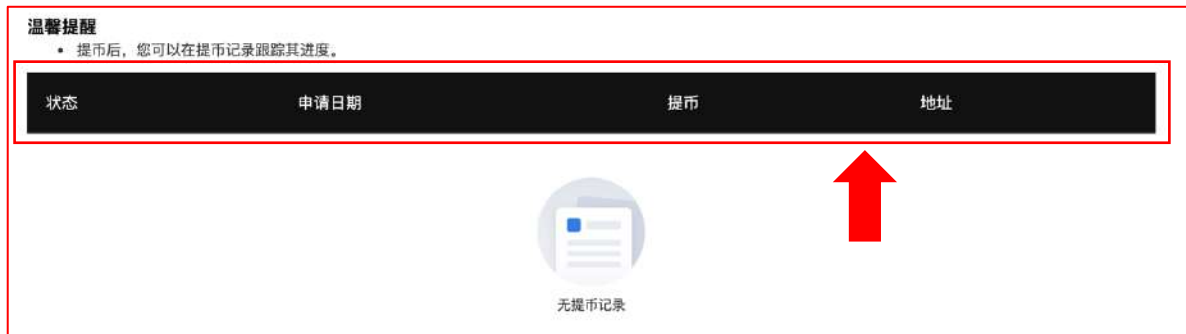 温馨提醒
• 提币后，您可以在提币记录跟踪其进度。
状态 申请日期 提币 地址
无提币记录